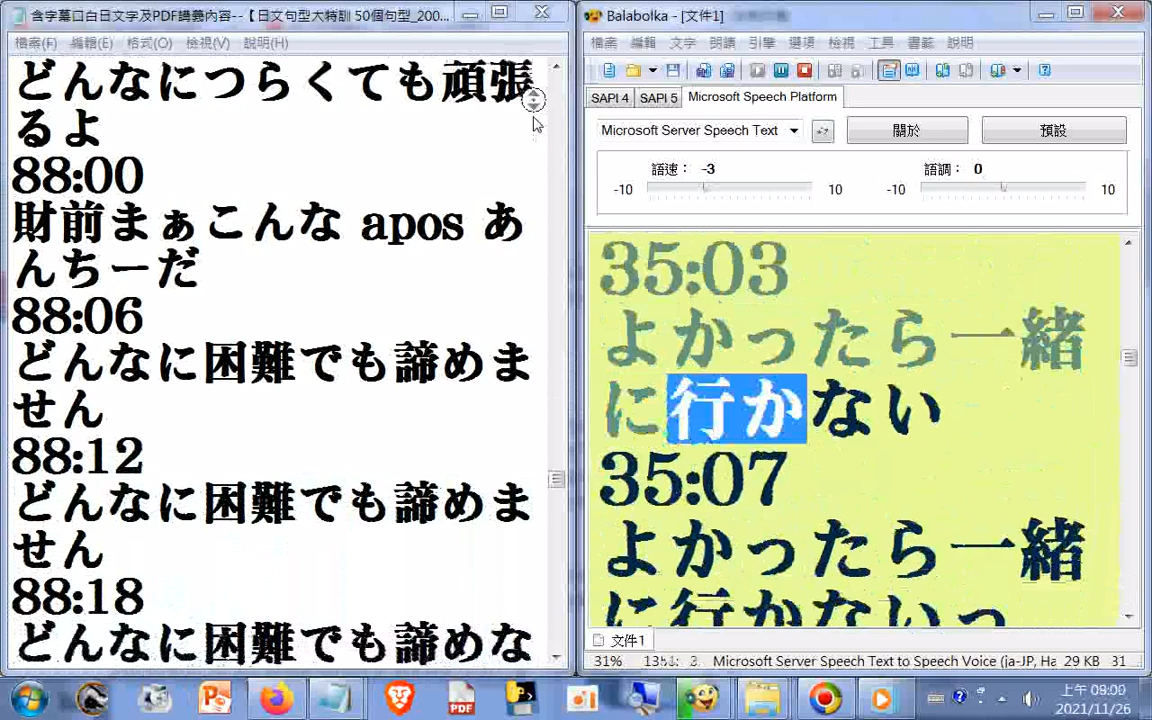 含字幕口白日文字及PDF講義內容--【日文句型大特訓 50個句型_200...
檔案(F) 編輯(E) 格式(O) 檢視(V) 說明(H)
どんなにつらくても頑張
るよ
88:00
財前まぁこんな apos あ
んちーだ
88:06
どんなに困難でも諦めま
せん
88:12
どんなに困難でも諦めま
せん
88:18
どんなに困難でも諦めな
Balabolka - [文件1]
檔案 編輯 文字 朗讀 引擎 選項 檢視 工具 書籤 說明
SAPI 4 SAPI 5 Microsoft Speech Platform
Microsoft Server Speech Text
關於
預設
語速： -3
語調： 0
-10 10 -10 10
35:03
よかったら一緒
に行かない
35:07
よかったら一緒
に行かないっ
文件1
31% 1351: 3. Microsoft Server Speech Text to Speech Voice (ja-JP, Ha 29 KB 31
上午 09:00
2021/11/26